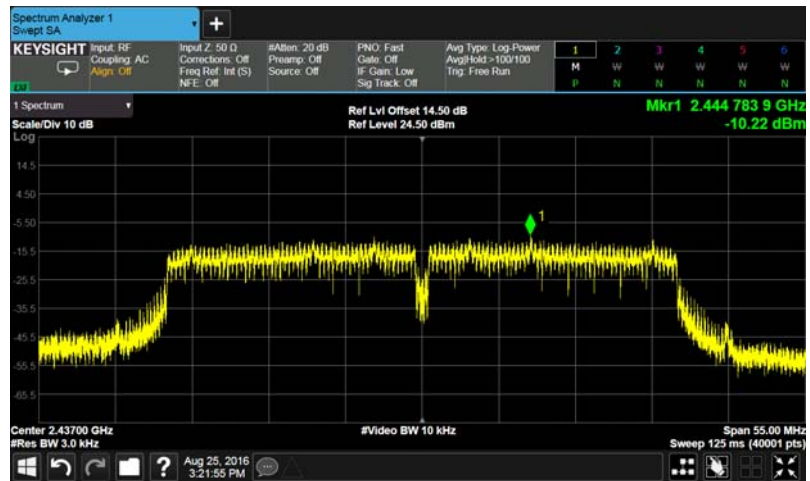 Spectrum Analyzer 1
Swept SA
+
KEYSIGHT
Input: RF
Coupling: AC
Align: Off
Input Z: 50 Ω
Corrections: Off
Freq Ref: Int (S)
NFE: Off
#Atten: 20 dB
Preamp: Off
Source: Off
PNO: Fast
Gate: Off
IF Gain: Low
Sig Track: Off
Avg Type: Log-Power
Avg|Hold:>100/100
Trig: Free Run
1 2 3 4 5 6
M W W W W W
P N N N N N
LXI
1 Spectrum
Ref Lvl Offset 14.50 dB
Mkr1 2.444 783 9 GHz
Scale/Div 10 dB
Ref Level 24.50 dBm
-10.22 dBm
Log
14.5
4.50
-5.50
1
-15.5
-25.5
-35.5
-45.5
-55.5
-65.5
Center 2.43700 GHz
#Video BW 10 kHz
Span 55.00 MHz
#Res BW 3.0 kHz
Sweep 125 ms (40001 pts)
?
Aug 25, 2016
3:21:55 PM